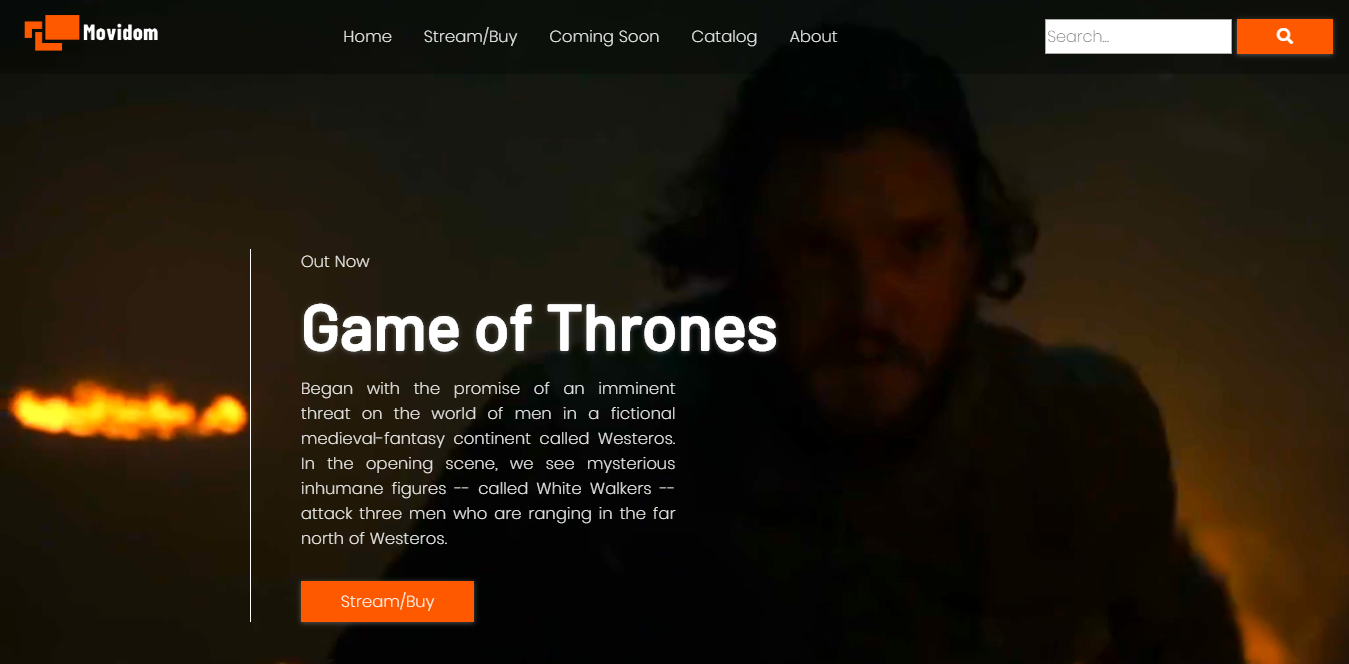 Movidom
Home Stream/Buy Coming Soon Catalog About
Search...
Out Now
Game of Thrones
Began with the promise of an imminent
threat on the world of men in a fictional
medieval-fantasy continent called Westeros.
In the opening scene, we see mysterious
inhumane figures -- called White Walkers --
attack three men who are ranging in the far
north of Westeros.
Stream/Buy